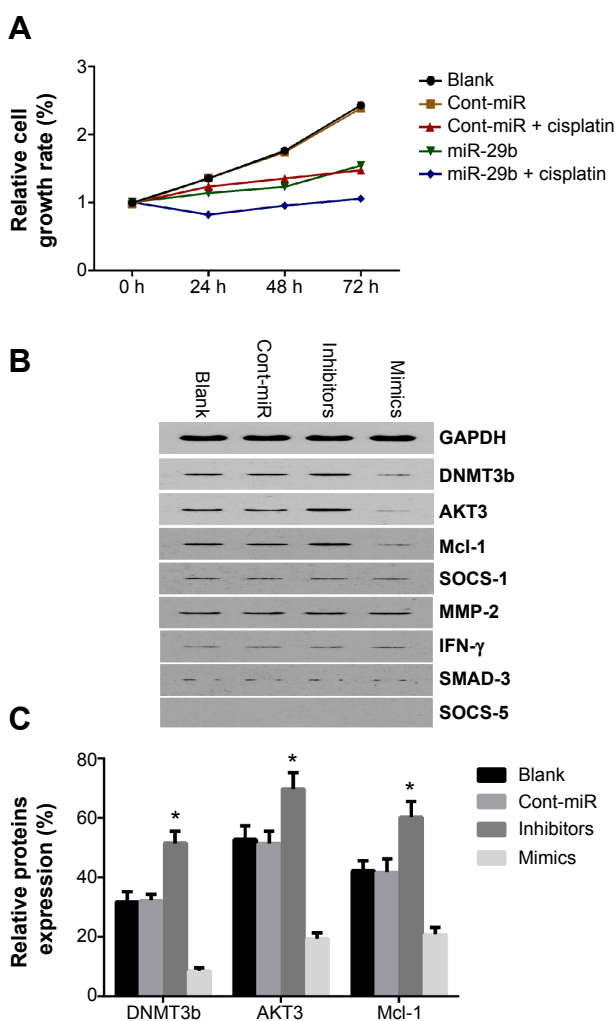 A
Relative cell
growth rate (%)
3
2
1
0
0 h 24 h 48 h 72 h
Blank
Cont-miR
Cont-miR + cisplatin
miR-29b
miR-29b + cisplatin
B
Blank
Cont-miR
Inhibitors
Mimics
GAPDH
DNMT3b
AKT3
Mcl-1
SOCS-1
MMP-2
IFN-γ
SMAD-3
SOCS-5
C
Relative proteins
expression (%)
80
60
40
20
0
*
*
*
DNMT3b AKT3 Mcl-1
Blank
Cont-miR
Inhibitors
Mimics